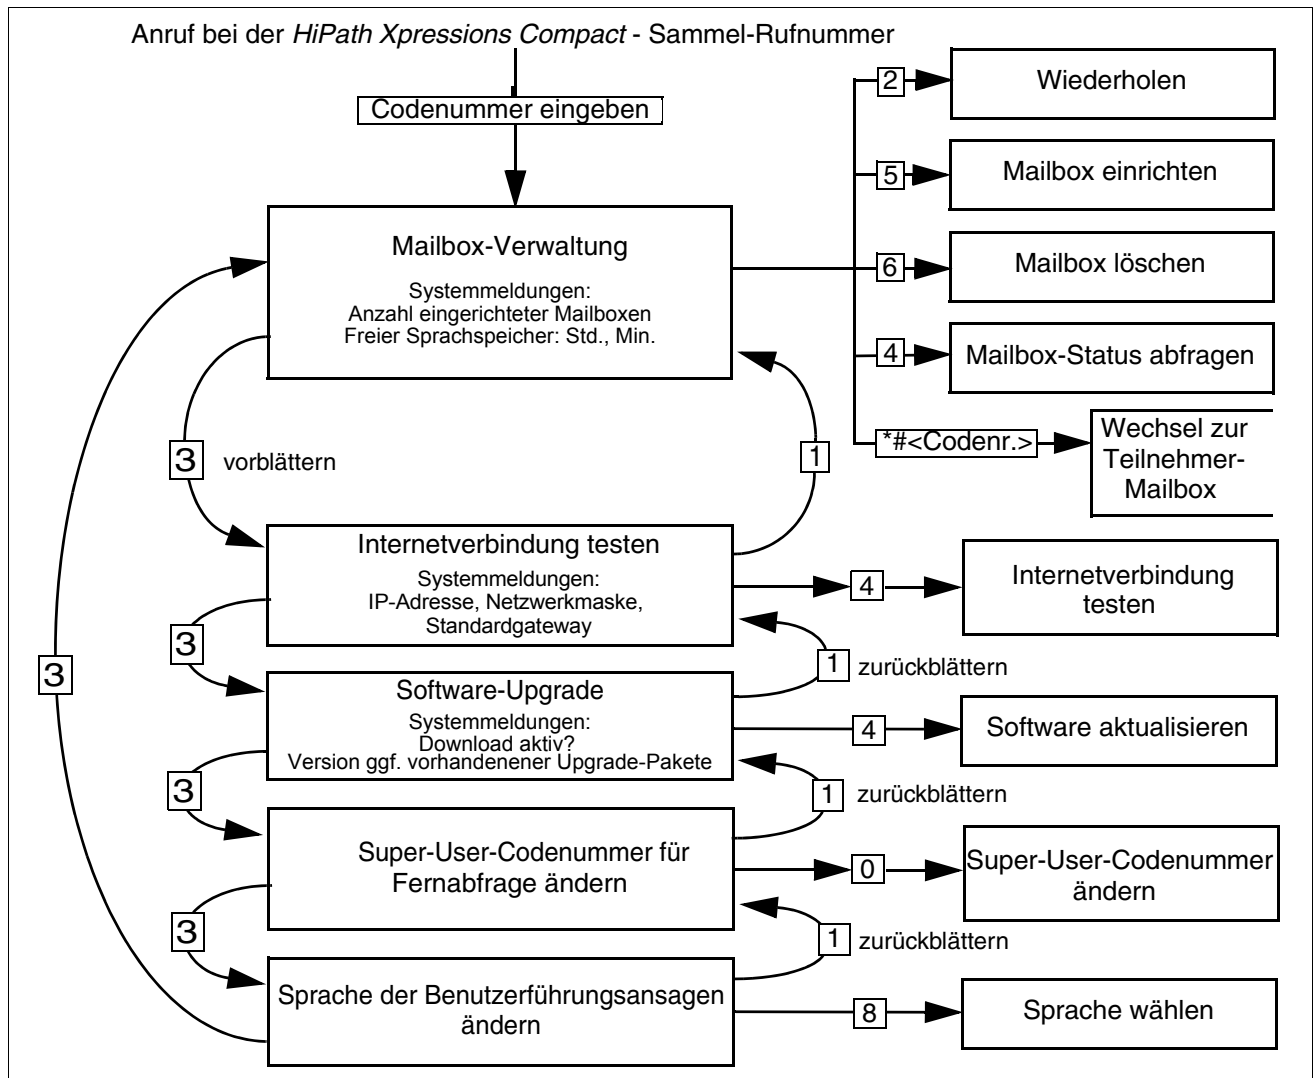 Anruf bei der HiPath Xpressions Compact - Sammel-Rufnummer
Codenummer eingeben
Mailbox-Verwaltung
Systemmeldungen:
Anzahl eingerichteter Mailboxen
Freier Sprachspeicher: Std., Min.
2
Wiederholen
5
Mailbox einrichten
6
Mailbox löschen
4
Mailbox-Status abfragen
*#<Codenr.>
Wechsel zur
Teilnehmer-
Mailbox
3
vorblättern
1
Internetverbindung testen
Systemmeldungen:
IP-Adresse, Netzwerkmaske,
Standardgateway
4
Internetverbindung
testen
3
1
zurückblättern
3
Software-Upgrade
Systemmeldungen:
Download aktiv?
Version ggf. vorhandenener Upgrade-Pakete
4
Software aktualisieren
3
1
zurückblättern
Super-User-Codenummer für
Fernabfrage ändern
0
Super-User-Codenummer
ändern
3
1
zurückblättern
Sprache der Benutzerführungsansagen
ändern
8
Sprache wählen